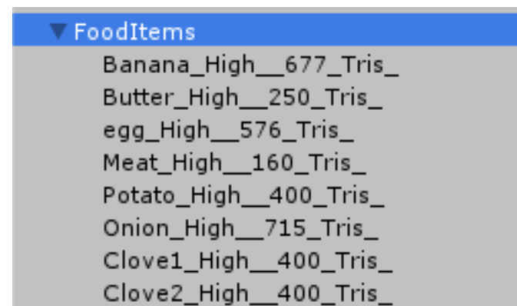 FoodItems
Banana_High__677_Tris_
Butter_High__250_Tris_
egg_High__576_Tris_
Meat_High__160_Tris_
Potato_High__400_Tris_
Onion_High__715_Tris_
Clove1_High__400_Tris_
Clove2_High__400_Tris_